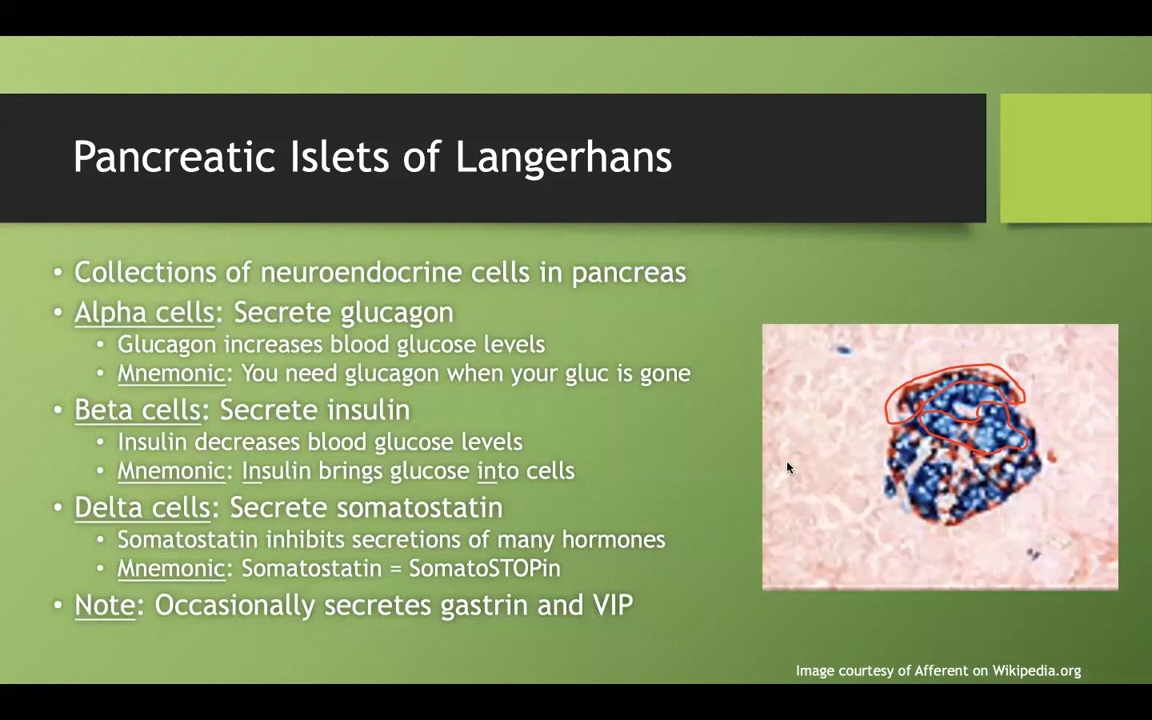 Pancreatic Islets of Langerhans
• Collections of neuroendocrine cells in pancreas
• Alpha cells: Secrete glucagon
• Glucagon increases blood glucose levels
• Mnemonic: You need glucagon when your gluc is gone
• Beta cells: Secrete insulin
• Insulin decreases blood glucose levels
• Mnemonic: Insulin brings glucose into cells
• Delta cells: Secrete somatostatin
• Somatostatin inhibits secretions of many hormones
• Mnemonic: Somatostatin = SomatoSTOPin
• Note: Occasionally secretes gastrin and VIP
Image courtesy of Afferent on Wikipedia.org